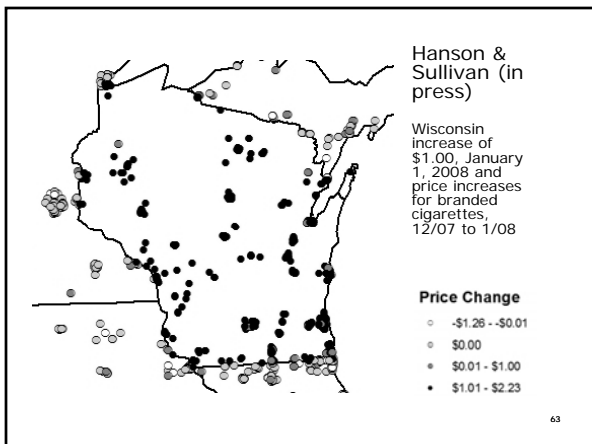 Hanson &
Sullivan (in
press)
Wisconsin
increase of
$1.00, January
1, 2008 and
price increases
for branded
cigarettes,
12/07 to 1/08
Price Change
-$1.26 - -$0.01
$0.00
$0.01 - $1.00
$1.01 - $2.23
63